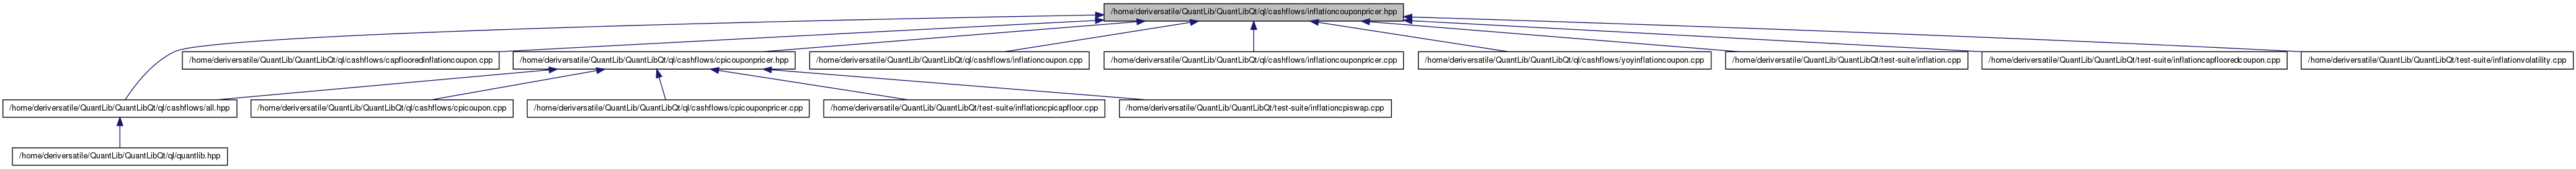 /home/deriversatile/QuantLib/QuantLibQt/ql/cashflows/inflationcouponpricer.hpp
/home/deriversatile/QuantLib/QuantLibQt/ql/cashflows/capflooredinflationcoupon.cpp
/home/deriversatile/QuantLib/QuantLibQt/ql/cashflows/cpicouponpricer.hpp
/home/deriversatile/QuantLib/QuantLibQt/ql/cashflows/inflationcoupon.cpp
/home/deriversatile/QuantLib/QuantLibQt/ql/cashflows/inflationcouponpricer.cpp
/home/deriversatile/QuantLib/QuantLibQt/ql/cashflows/yoyinflationcoupon.cpp
/home/deriversatile/QuantLib/QuantLibQt/test-suite/inflation.cpp
/home/deriversatile/QuantLib/QuantLibQt/test-suite/inflationcapflooredcoupon.cpp
/home/deriversatile/QuantLib/QuantLibQt/test-suite/inflationvolatility.cpp
/home/deriversatile/QuantLib/QuantLibQt/ql/cashflows/all.hpp
/home/deriversatile/QuantLib/QuantLibQt/ql/cashflows/cpicoupon.cpp
/home/deriversatile/QuantLib/QuantLibQt/ql/cashflows/cpicouponpricer.cpp
/home/deriversatile/QuantLib/QuantLibQt/test-suite/inflationcpicapfloor.cpp
/home/deriversatile/QuantLib/QuantLibQt/test-suite/inflationcpiswap.cpp
/home/deriversatile/QuantLib/QuantLibQt/ql/quantlib.hpp